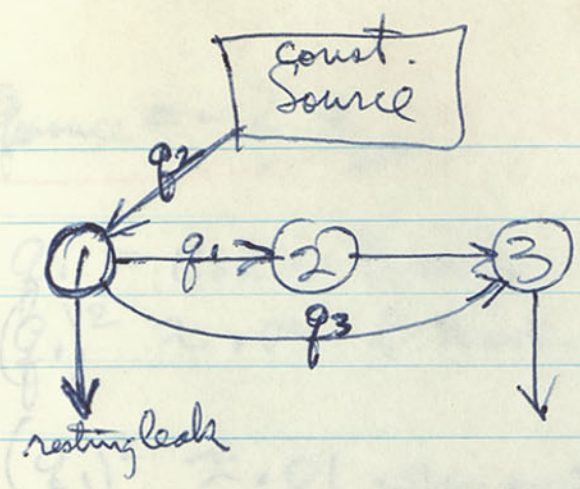 const.
Source
q2
1
q1
2
3
q3
resting leak